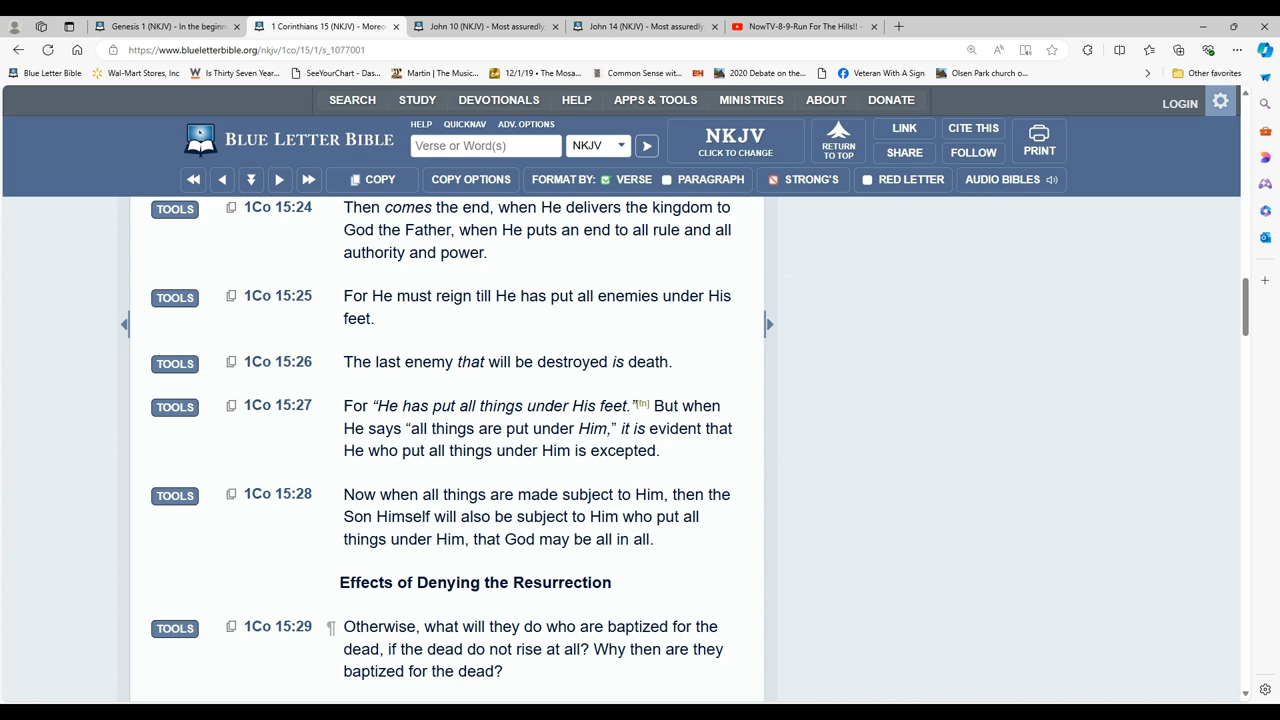 Genesis 1 (NKJV) - In the beginni
1 Corinthians 15 (NKJV) - Moreo
John 10 (NKJV) - Most assuredly,
John 14 (NKJV) - Most assuredly
NowTV-8-9-Run For The Hills!! -
https://www.blueletterbible.org/nkjv/1co/15/1/s_1077001
Blue Letter Bible
Wal-Mart Stores, Inc
Is Thirty Seven Year...
SeeYourChart - Das...
Martin | The Musi...
12/1/19 • The Mosa...
Common Sense wit...
2020 Debate on the...
Veteran With A Sign
Olsen Park church o...
Other favorites
SEARCH STUDY DEVOTIONALS HELP APPS & TOOLS MINISTRIES ABOUT DONATE
LOGIN
BLUE LETTER BIBLE
HELP QUICKNAV ADV. OPTIONS
Verse or Word(s)
NKJV
NKJV
CLICK TO CHANGE
RETURN
TO TOP
LINK
CITE THIS
SHARE
FOLLOW
PRINT
COPY
COPY OPTIONS
FORMAT BY: VERSE PARAGRAPH
STRONG'S
RED LETTER
AUDIO BIBLES
TOOLS 1Co 15:24 Then comes the end, when He delivers the kingdom to
God the Father, when He puts an end to all rule and all
authority and power.
TOOLS 1Co 15:25 For He must reign till He has put all enemies under His
feet.
TOOLS 1Co 15:26 The last enemy that will be destroyed is death.
TOOLS 1Co 15:27 For “He has put all things under His feet.”[fn] But when
He says “all things are put under Him,” it is evident that
He who put all things under Him is excepted.
TOOLS 1Co 15:28 Now when all things are made subject to Him, then the
Son Himself will also be subject to Him who put all
things under Him, that God may be all in all.
Effects of Denying the Resurrection
TOOLS 1Co 15:29 ¶ Otherwise, what will they do who are baptized for the
dead, if the dead do not rise at all? Why then are they
baptized for the dead?